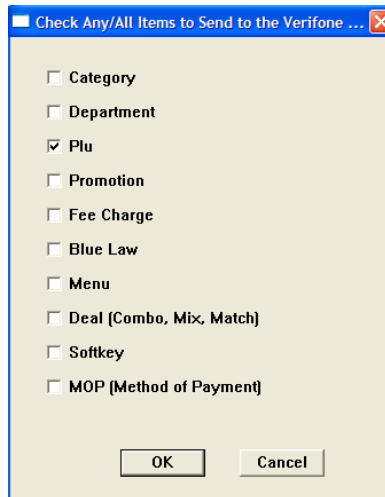 Check Any/All Items to Send to the Verifone ...
Category
Department
Plu
Promotion
Fee Charge
Blue Law
Menu
Deal (Combo, Mix, Match)
Softkey
MOP (Method of Payment)
OK Cancel